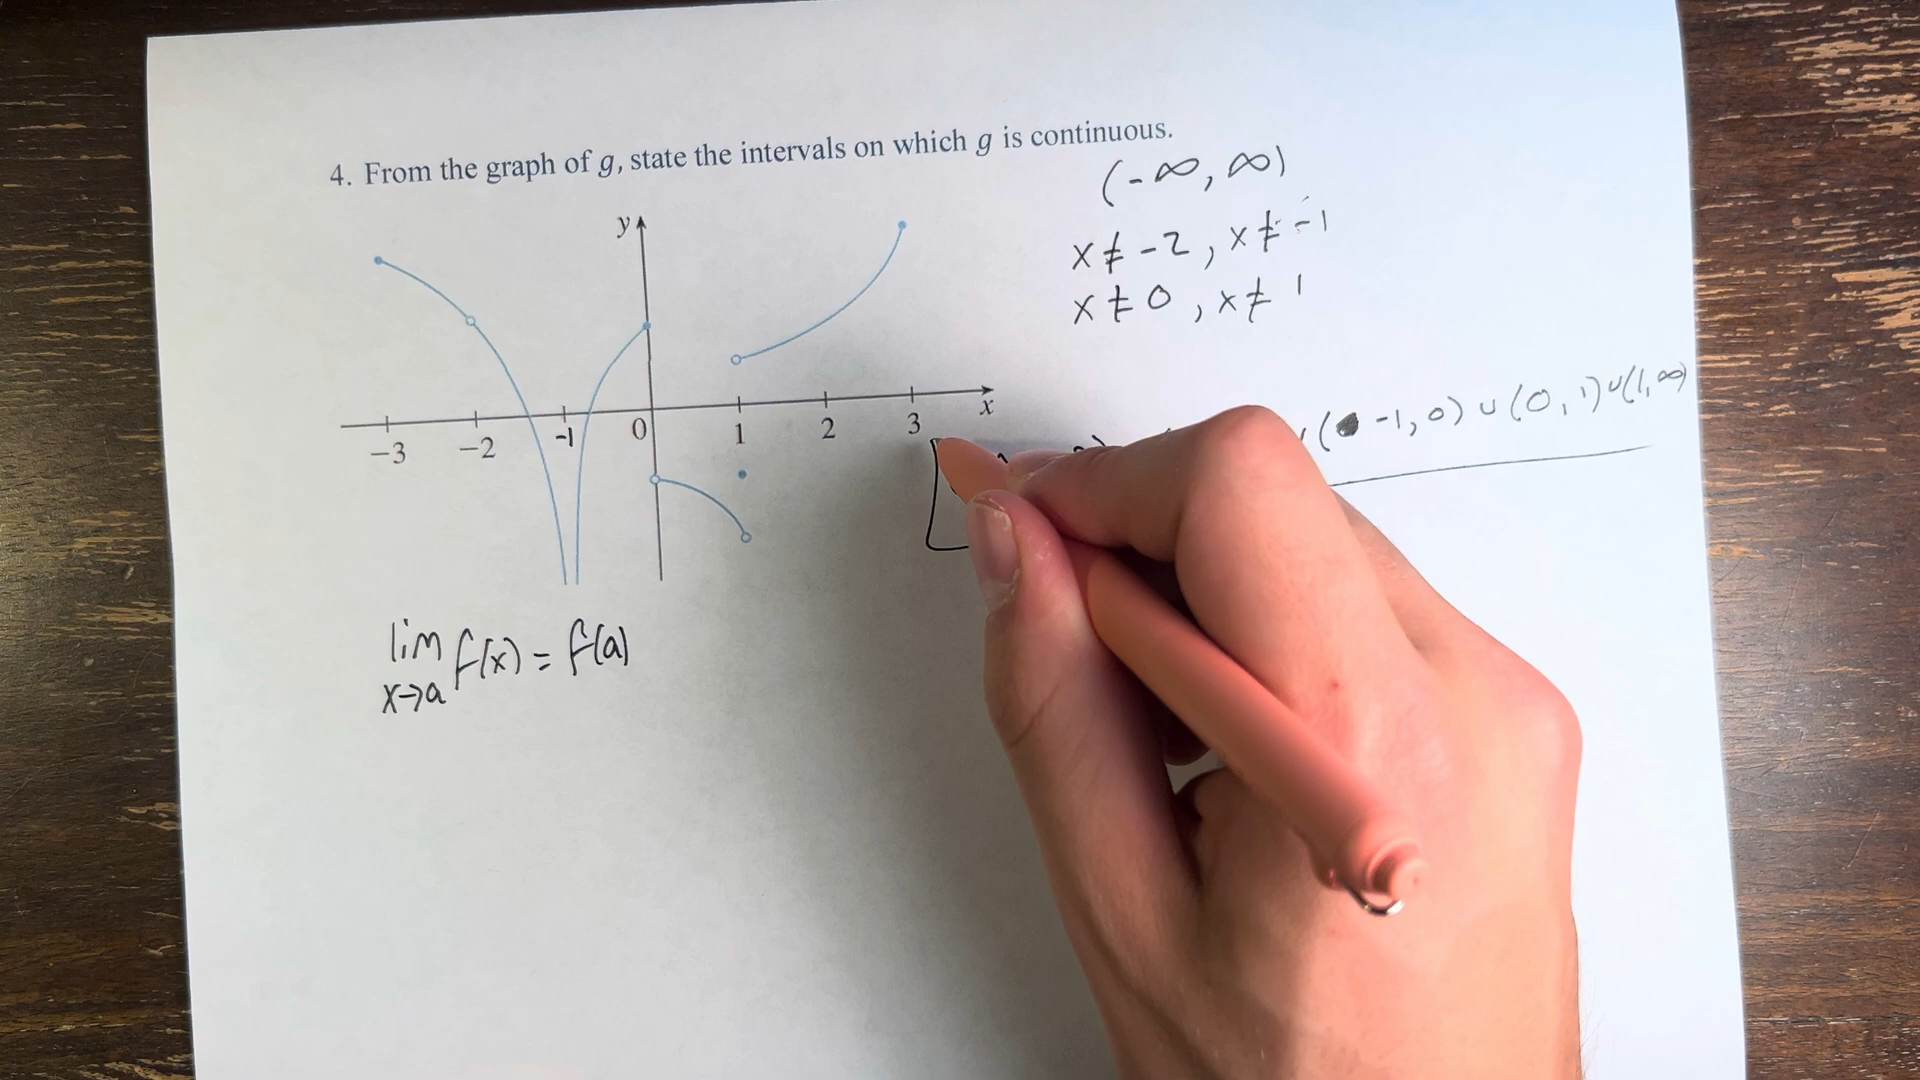 4. From the graph of g, state the intervals on which g is continuous.
(-∞, ∞)
x ≠ -2, x ≠ -1
x ≠ 0, x ≠ 1
y
x
-3 -2 -1 0 1 2 3
(-1, 0) ∪ (0, 1) ∪ (1, ∞)
lim f(x) = f(a)
x→a